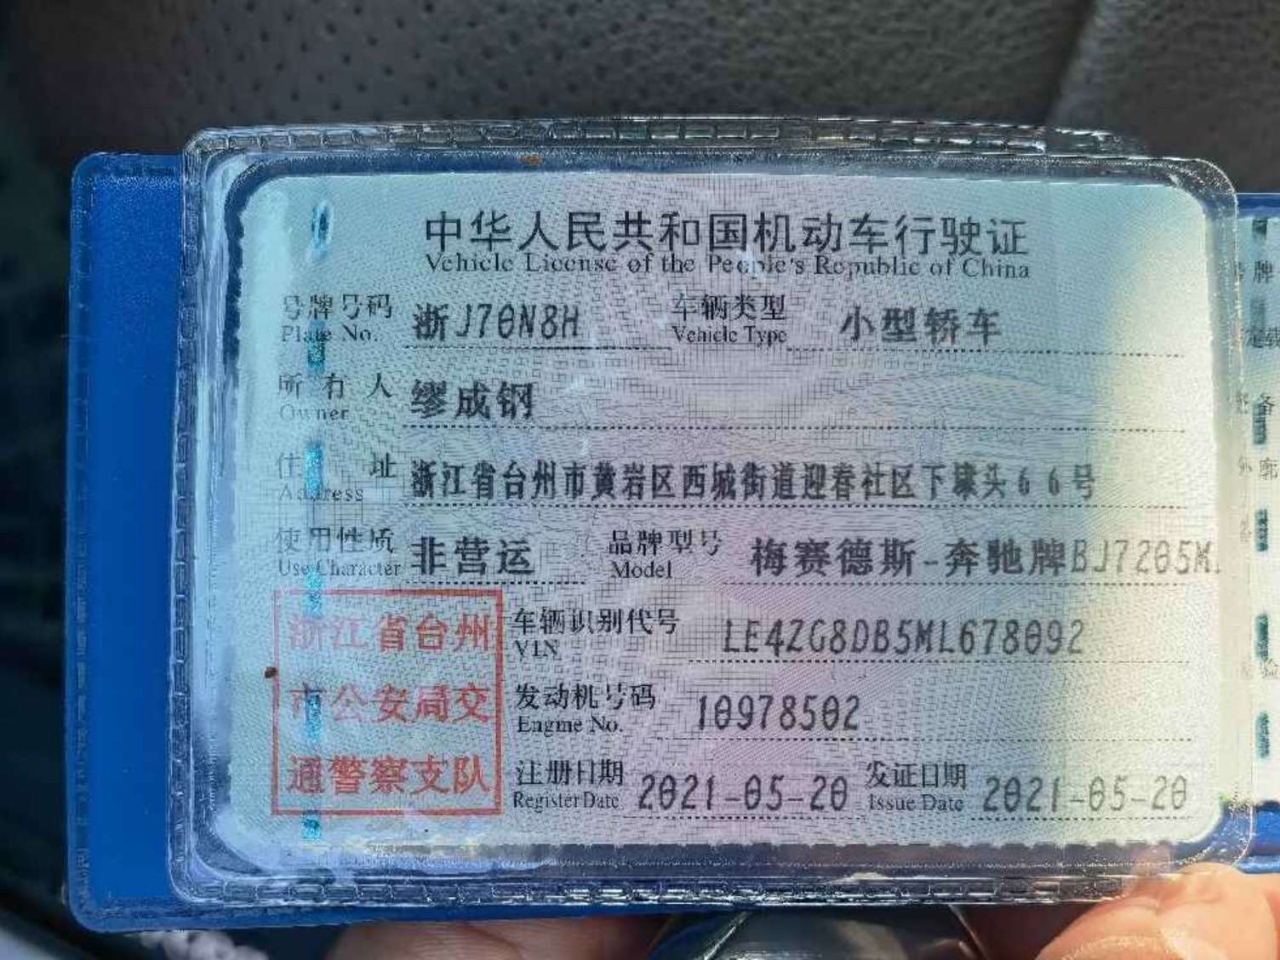 中华人民共和国机动车行驶证
Vehicle License of the People's Republic of China
号牌号码 浙J70N8H 车辆类型 小型轿车
Plate No. Vehicle Type
所有人 缪成钢
Owner
住址 浙江省台州市黄岩区西城街道迎春社区下壕头66号
Address
使用性质 非营运 品牌型号 梅赛德斯-奔驰牌BJ7205M
Use Character Model
浙江省台州
市公安局交
通警察支队
车辆识别代号 LE4ZG8DB5ML678092
VIN
发动机号码 10978502
Engine No.
注册日期 2021-05-20 发证日期 2021-05-20
Register Date Issue Date